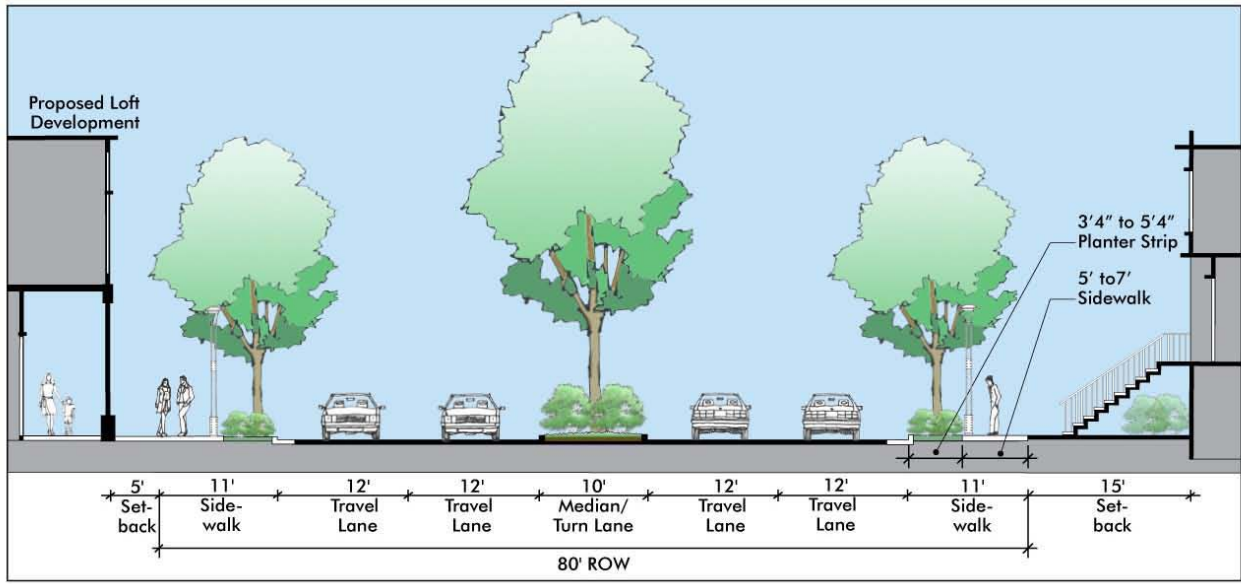 Proposed Loft
Development
3'4" to 5'4"
Planter Strip
5' to7'
Sidewalk
5'
Set-
back
11'
Side-
walk
12'
Travel
Lane
12'
Travel
Lane
10'
Median/
Turn Lane
12'
Travel
Lane
12'
Travel
Lane
11'
Side-
walk
15'
Set-
back
80' ROW